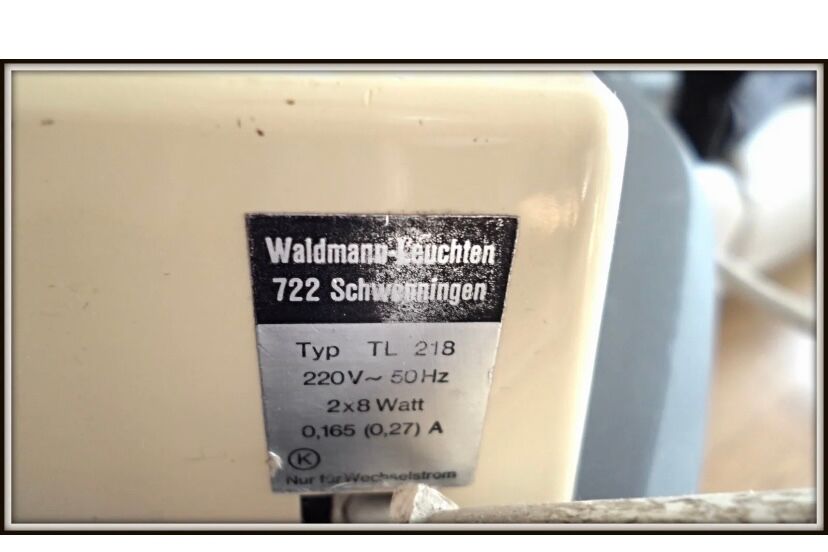 Waldmann-Leuchten
722 Schwenningen
Typ TL 218
220V~ 50Hz
2x8 Watt
0,165 (0,27) A
K
Nur für Wechselstrom